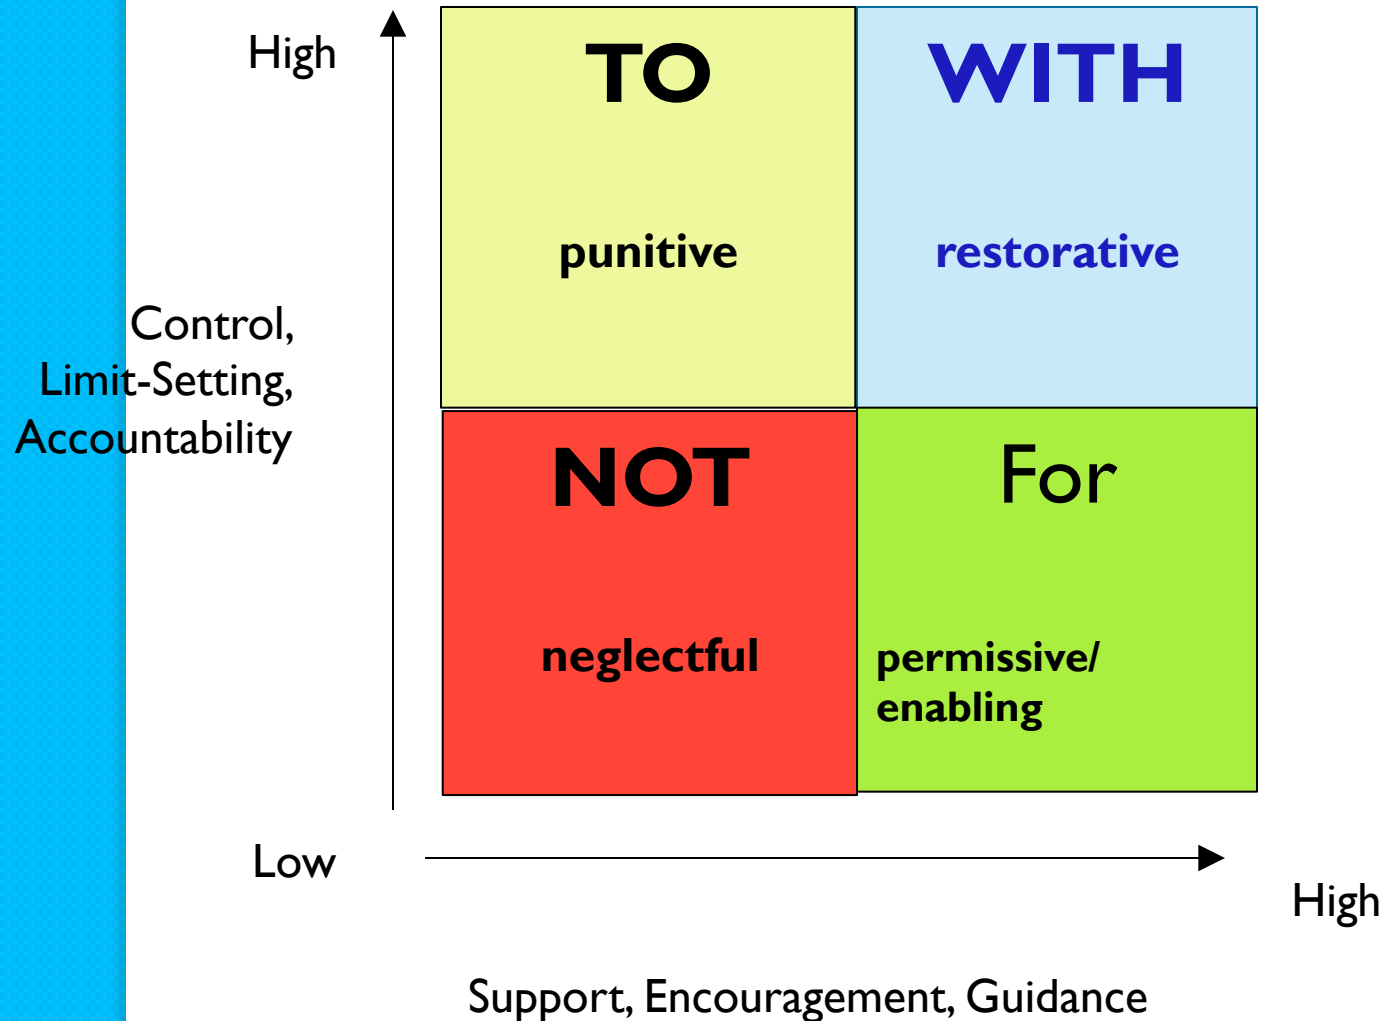 High
TO
WITH
punitive
restorative
Control,
Limit-Setting,
Accountability
NOT
For
neglectful
permissive/
enabling
Low
High
Support, Encouragement, Guidance